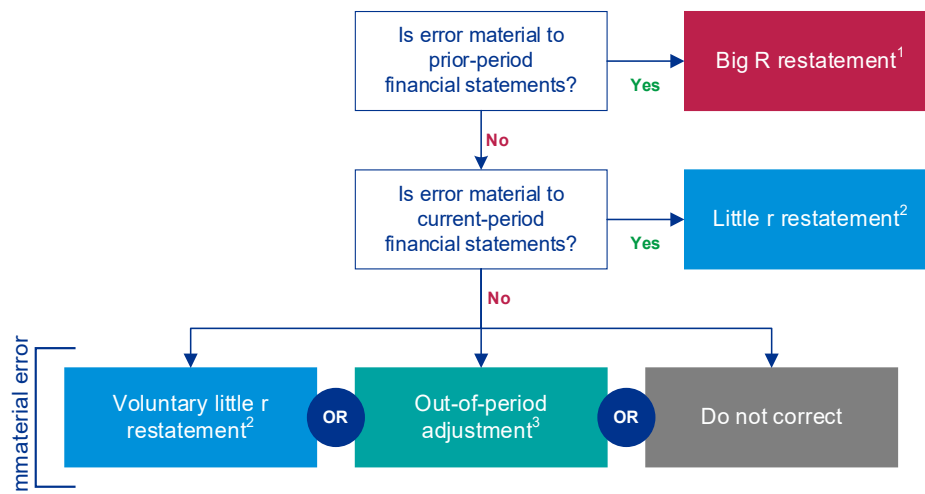 Is error material to
prior-period
financial statements?
Big R restatement¹
Yes
No
Is error material to
current-period
financial statements?
Little r restatement²
Yes
No
mmaterial error
Voluntary little r
restatement²
OR
Out-of-period
adjustment³
OR
Do not correct